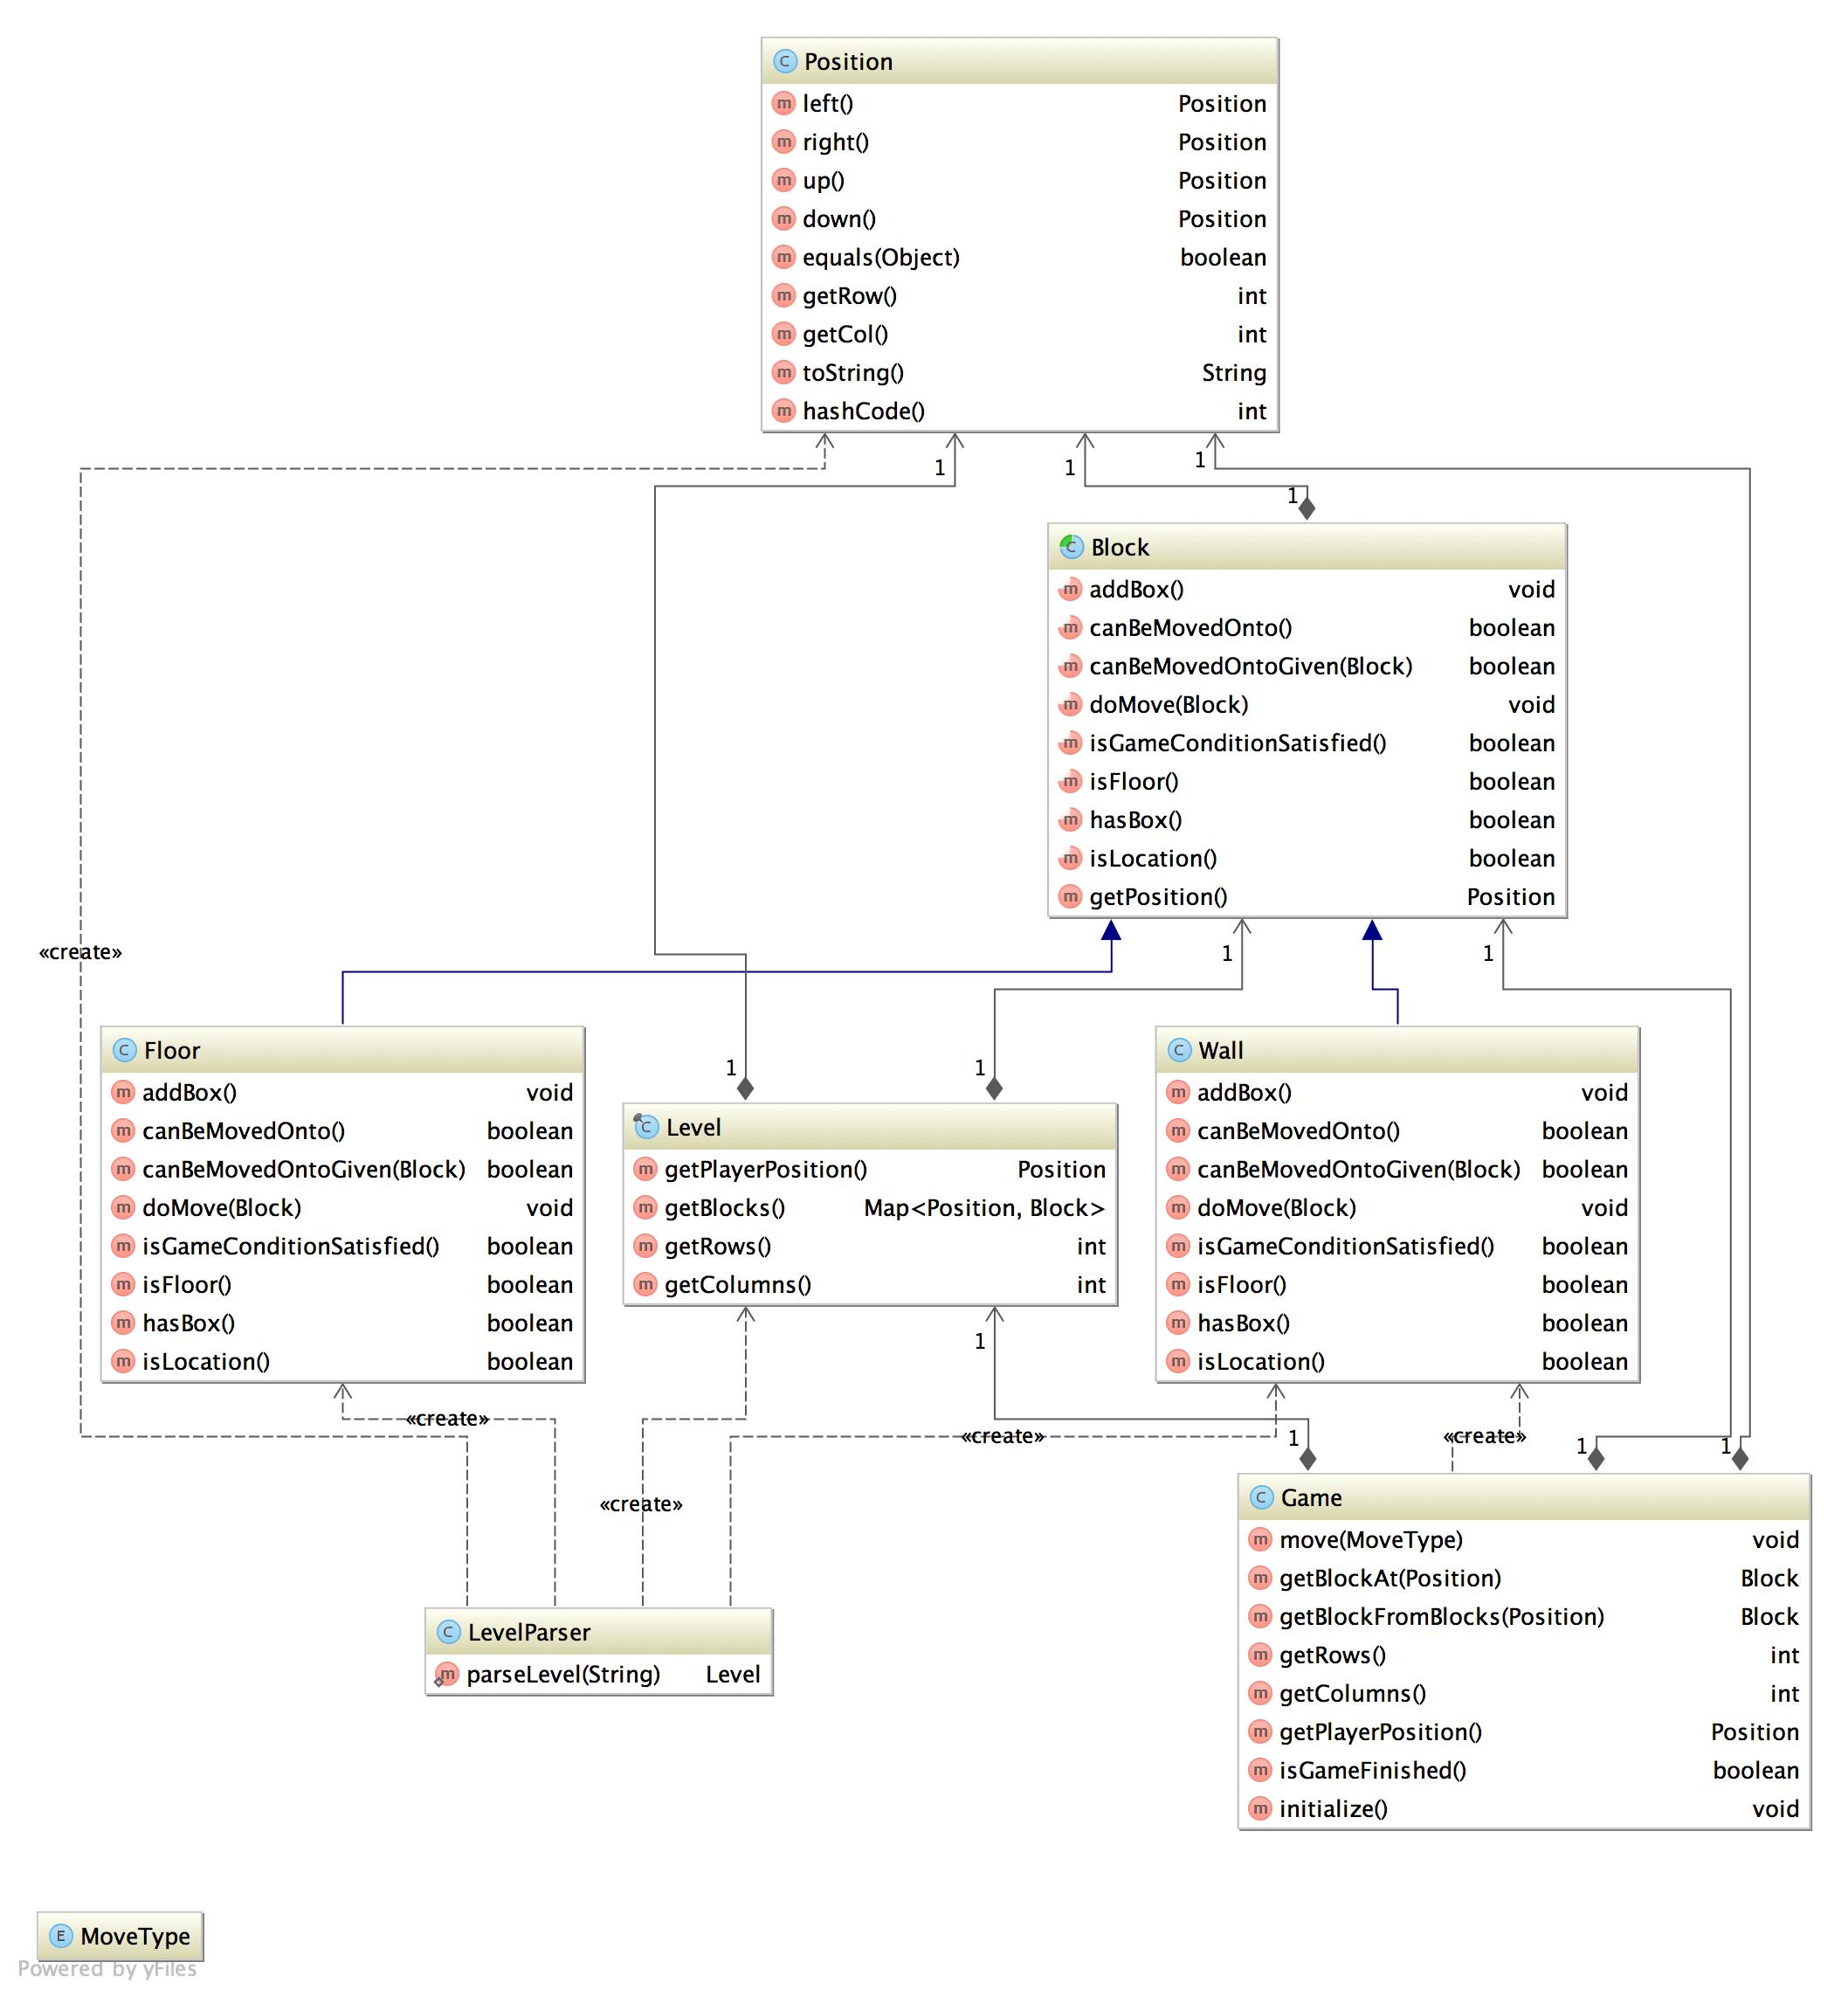 Position
left() Position
right() Position
up() Position
down() Position
equals(Object) boolean
getRow() int
getCol() int
toString() String
hashCode() int
1
1
1
1
Block
addBox() void
canBeMovedOnto() boolean
canBeMovedOntoGiven(Block) boolean
doMove(Block) void
isGameConditionSatisfied() boolean
isFloor() boolean
hasBox() boolean
isLocation() boolean
getPosition() Position
«create»
1
1
Floor
addBox() void
canBeMovedOnto() boolean
canBeMovedOntoGiven(Block) boolean
doMove(Block) void
isGameConditionSatisfied() boolean
isFloor() boolean
hasBox() boolean
isLocation() boolean
1
1
Level
getPlayerPosition() Position
getBlocks() Map<Position, Block>
getRows() int
getColumns() int
Wall
addBox() void
canBeMovedOnto() boolean
canBeMovedOntoGiven(Block) boolean
doMove(Block) void
isGameConditionSatisfied() boolean
isFloor() boolean
hasBox() boolean
isLocation() boolean
1
«create»
«create»
1
«create»
1
1
«create»
Game
move(MoveType) void
getBlockAt(Position) Block
getBlockFromBlocks(Position) Block
getRows() int
getColumns() int
getPlayerPosition() Position
isGameFinished() boolean
initialize() void
LevelParser
parseLevel(String) Level
MoveType
Powered by yFiles